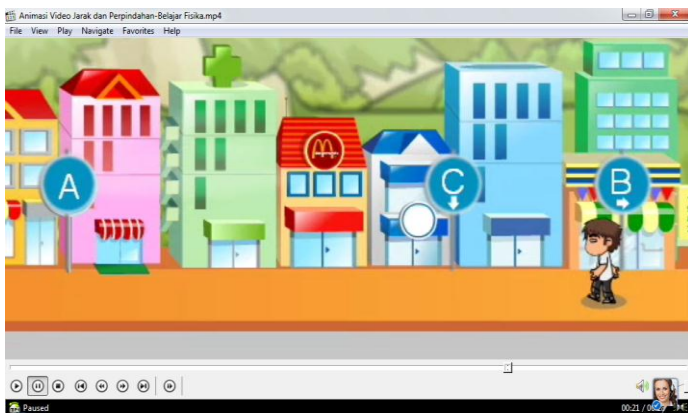 Animasi Video Jarak dan Perpindahan-Belajar Fisika.mp4
File View Play Navigate Favorites Help
A
C
B
Paused
00:21 /